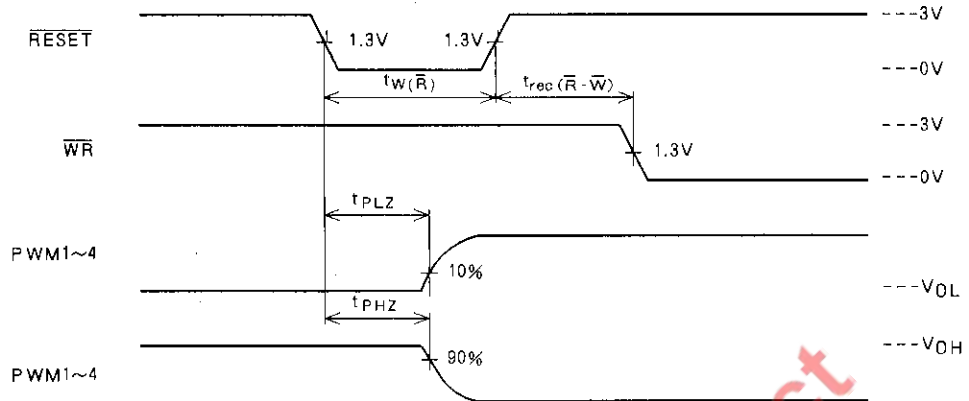 RESET 1.3V 1.3V ---3V
tW(R) trec(R-W) ---0V
WR 1.3V ---3V
---0V
tPLZ
PWM1~4 10%
---VOL
tPHZ
---VOH
PWM1~4 90%
ct